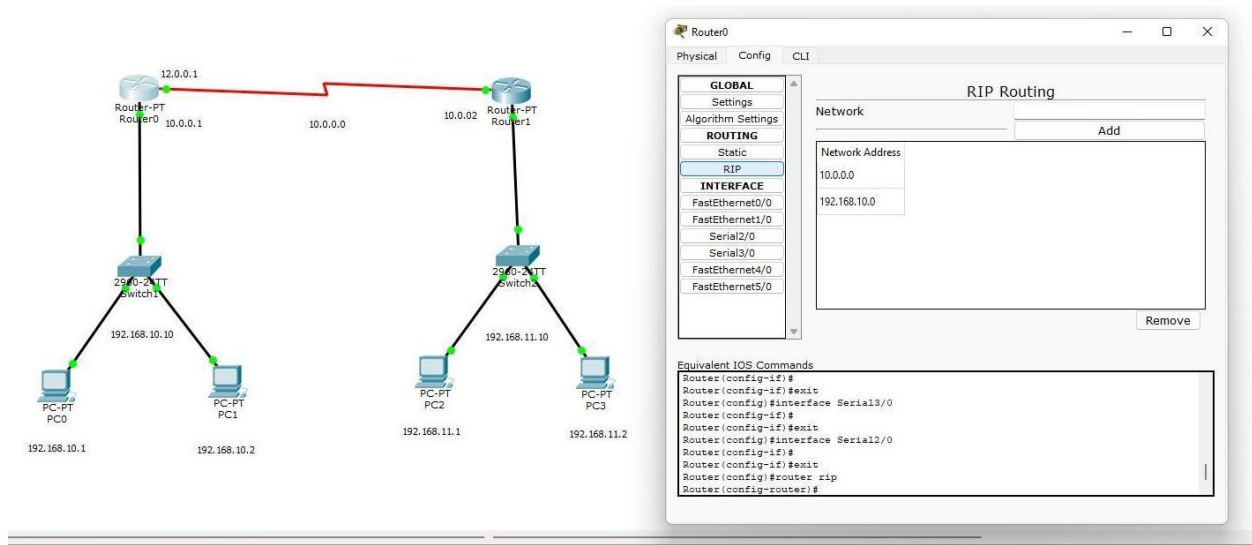 12.0.0.1
Router-PT
Router0
10.0.0.1
10.0.0.0
10.0.02
Router-PT
Router1
2960-24TT
Switch1
2960-24TT
Switch2
192.168.10.10
192.168.11.10
PC-PT
PC0
PC-PT
PC1
PC-PT
PC2
PC-PT
PC3
192.168.10.1
192.168.10.2
192.168.11.1
192.168.11.2
Router0
Physical Config CLI
GLOBAL
Settings
Algorithm Settings
ROUTING
Static
RIP
INTERFACE
FastEthernet0/0
FastEthernet1/0
Serial2/0
Serial3/0
FastEthernet4/0
FastEthernet5/0
RIP Routing
Network
Add
Network Address
10.0.0.0
192.168.10.0
Remove
Equivalent IOS Commands
Router(config-if)#
Router(config-if)#exit
Router(config)#interface Serial3/0
Router(config-if)#
Router(config-if)#exit
Router(config)#interface Serial2/0
Router(config-if)#
Router(config-if)#exit
Router(config)#router rip
Router(config-router)#